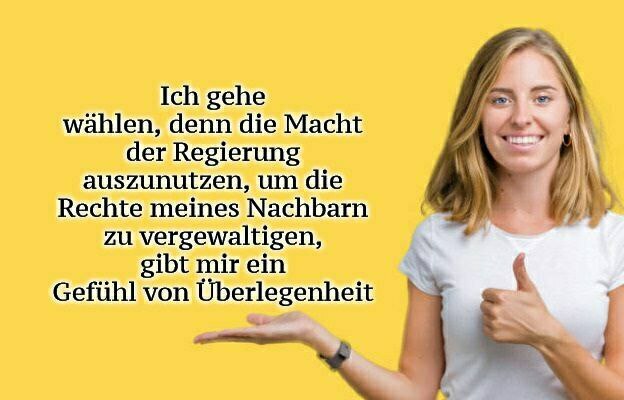 Ich gehe
wählen, denn die Macht
der Regierung
auszunutzen, um die
Rechte meines Nachbarn
zu vergewaltigen,
gibt mir ein
Gefühl von Überlegenheit